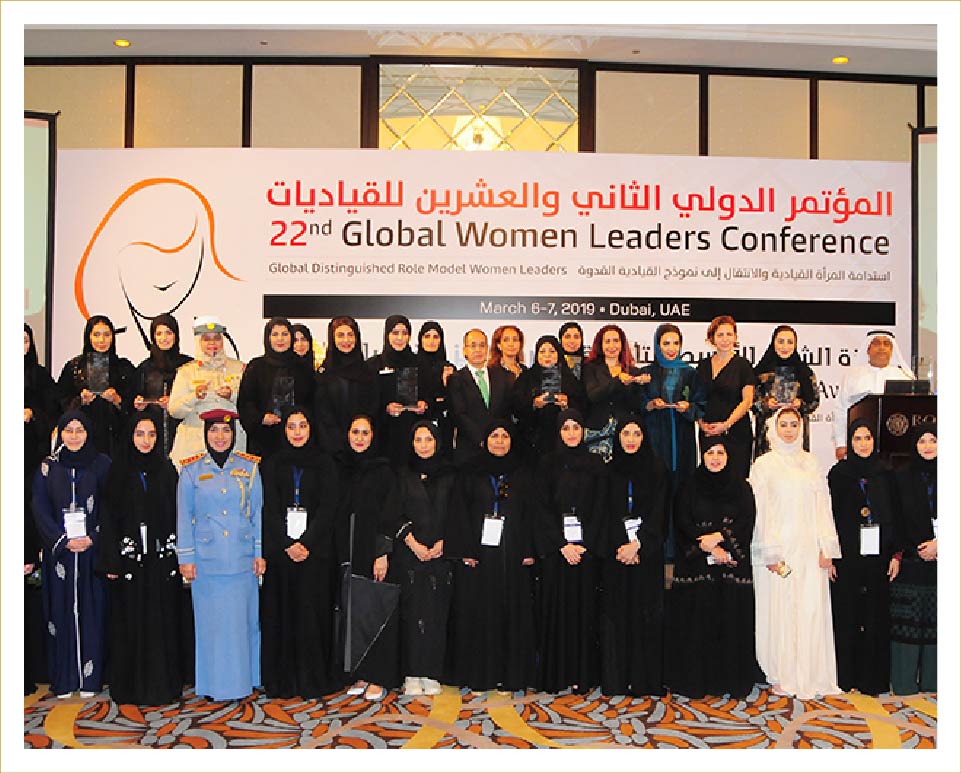 المؤتمر الدولي الثاني والعشرين للقياديات
22nd Global Women Leaders Conference
Global Distinguished Role Model Women Leaders استدامة المرأة القيادية والانتقال إلى نموذج القيادية القدوة
March 6-7, 2019 • Dubai, UAE